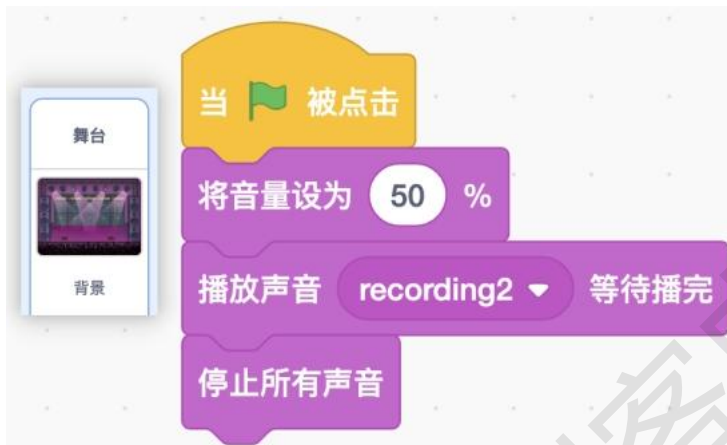 舞台
背景
当 被点击
将音量设为 50 %
播放声音 recording2 等待播完
停止所有声音